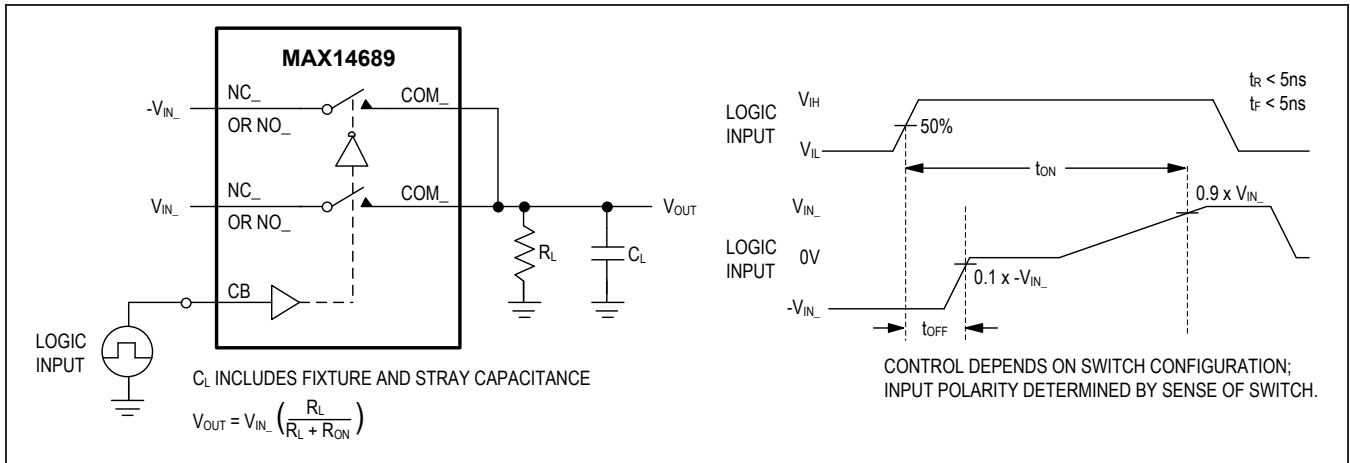 MAX14689
-VIN_
NC_
OR NO_
COM_
VIN_
NC_
OR NO_
COM_
VOUT
RL
CL
CB
LOGIC
INPUT
CL INCLUDES FIXTURE AND STRAY CAPACITANCE
VOUT = VIN_ (RL / RL + RON)
tR < 5ns
tF < 5ns
LOGIC
INPUT
VIH
VIL
50%
tON
LOGIC
INPUT
VIN_
0V
-VIN_
0.9 x VIN_
0.1 x -VIN_
tOFF
CONTROL DEPENDS ON SWITCH CONFIGURATION;
INPUT POLARITY DETERMINED BY SENSE OF SWITCH.